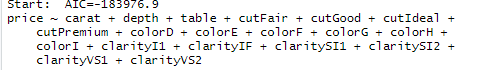 Start:  AIC=-183976.9
price ~ carat + depth + table + cutFair + cutGood + cutIdeal +
cutPremium + colorD + colorE + colorF + colorG + colorH +
colorI + clarityI1 + clarityIF + claritySI1 + claritySI2 +
clarityVS1 + clarityVS2